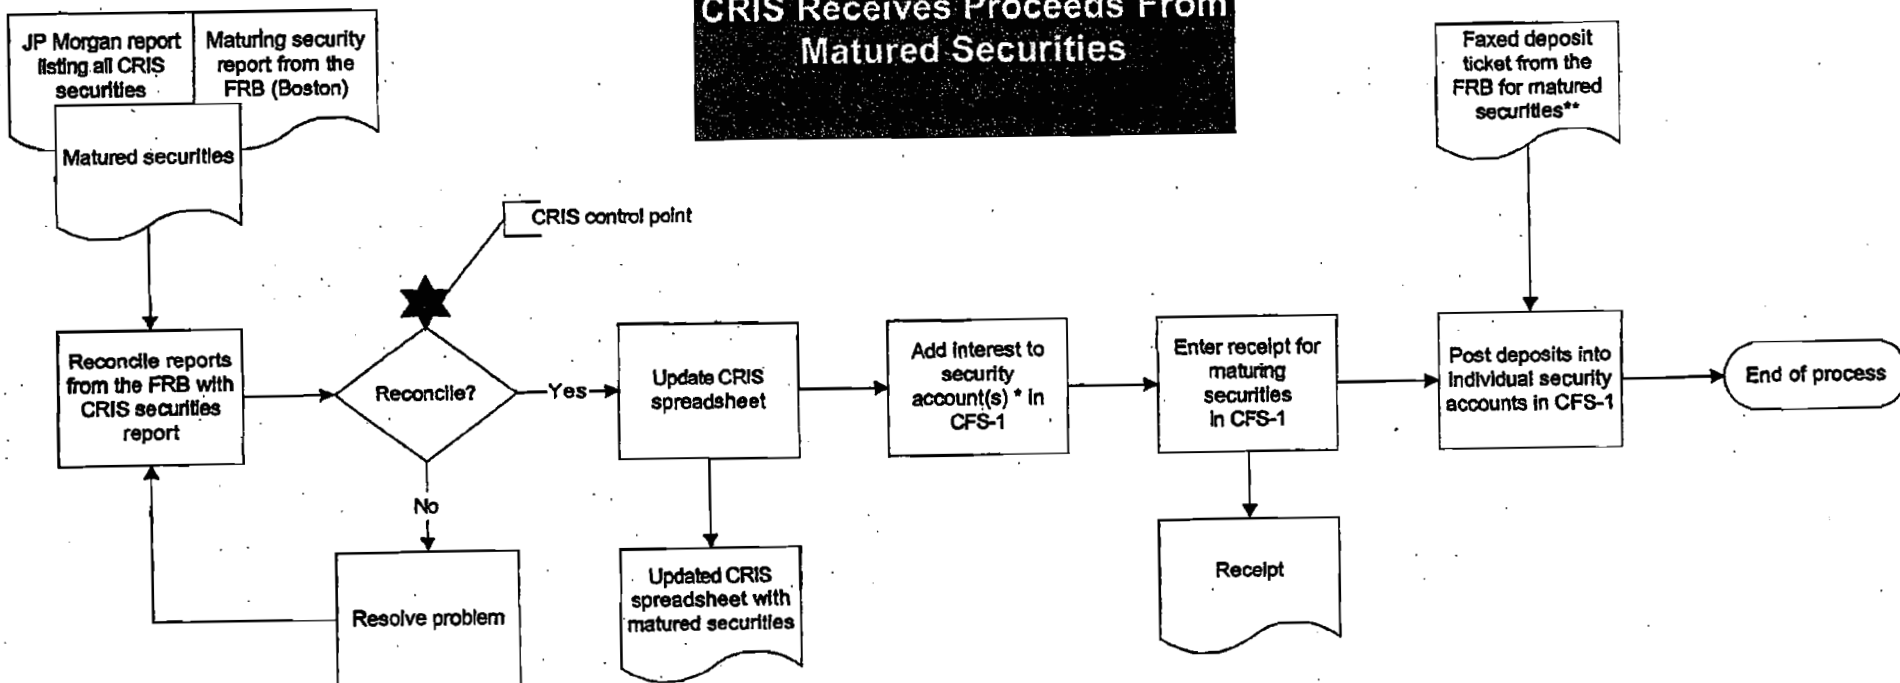 CRIS Receives Proceeds From
Matured Securities
JP Morgan report
listing all CRIS
securities
Maturing security
report from the
FRB (Boston)
Matured securities
Faxed deposit
ticket from the
FRB for matured
securities**
CRIS control point
Reconcile reports
from the FRB with
CRIS securities
report
Reconcile?
Yes
Update CRIS
spreadsheet
Add interest to
security
account(s) * in
CFS-1
Enter receipt for
maturing
securities
in CFS-1
Post deposits into
individual security
accounts in CFS-1
End of process
No
Resolve problem
Updated CRIS
spreadsheet with
matured securities
Receipt